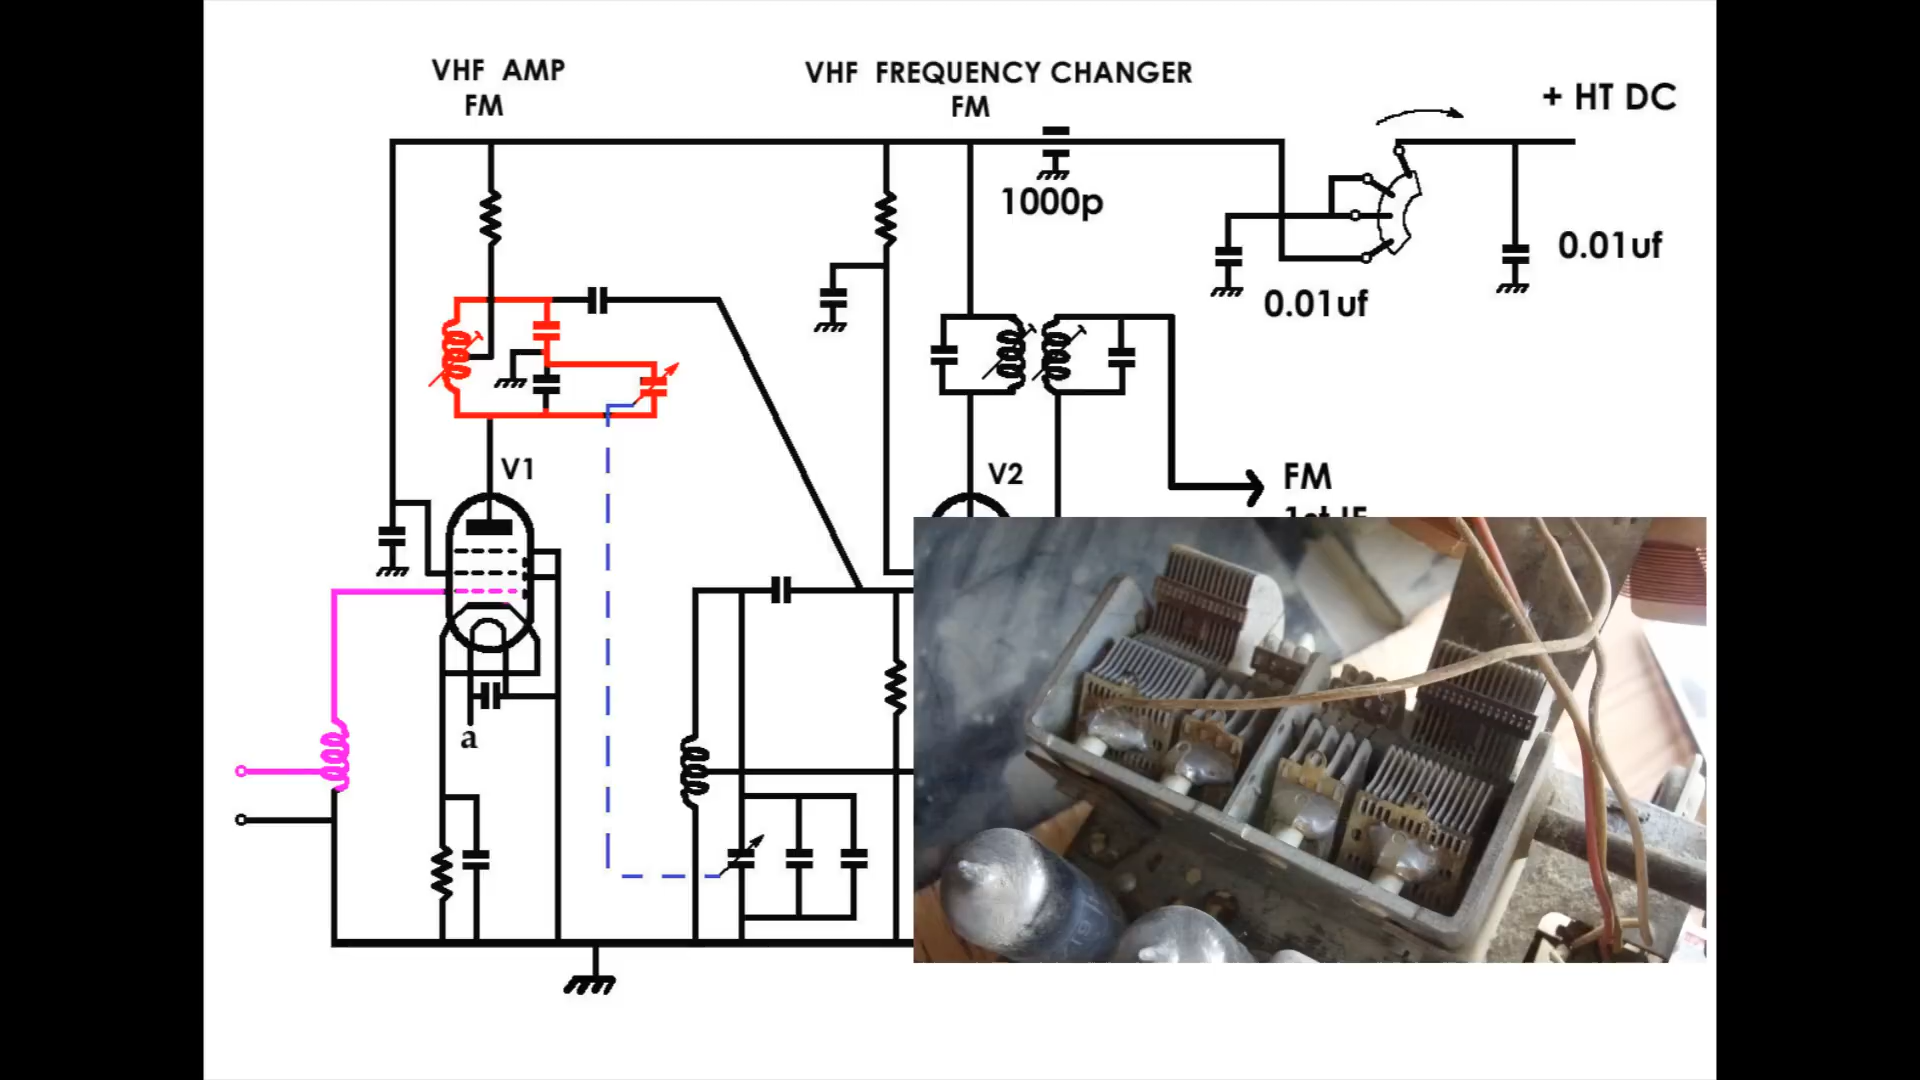 VHF AMP
FM
VHF FREQUENCY CHANGER
FM
+ HT DC
1000p
0.01uf
0.01uf
V1
V2
FM
a